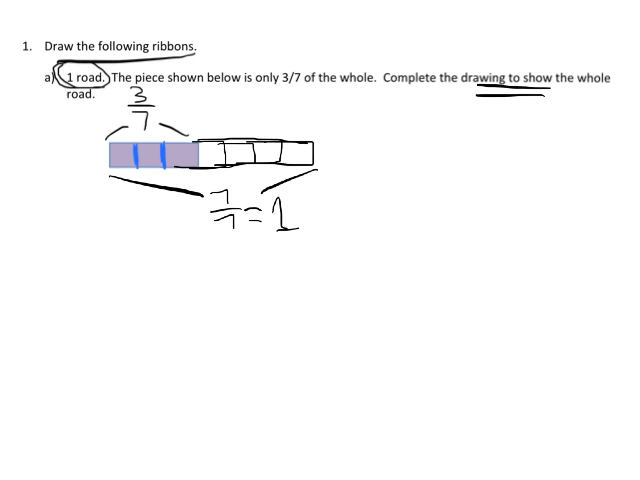 1. Draw the following ribbons.
a) 1 road. The piece shown below is only 3/7 of the whole. Complete the drawing to show the whole
road.
3/7
7/7 = 1